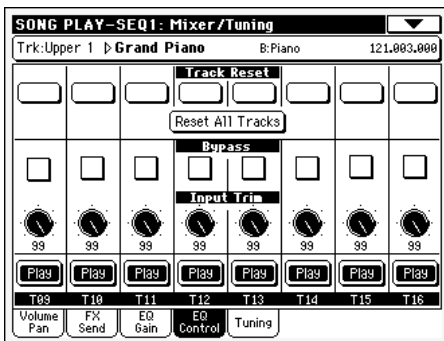 SONG PLAY-SEQ1: Mixer/Tuning
Trk:Upper 1 Grand Piano B:Piano 121.003.000
Track Reset
Reset All Tracks
Bypass
Input Trim
99 99 99 99 99 99 99 99
Play Play Play Play Play Play Play Play
T09 T10 T11 T12 T13 T14 T15 T16
Volume Pan
FX Send
EQ Gain
EQ Control
Tuning